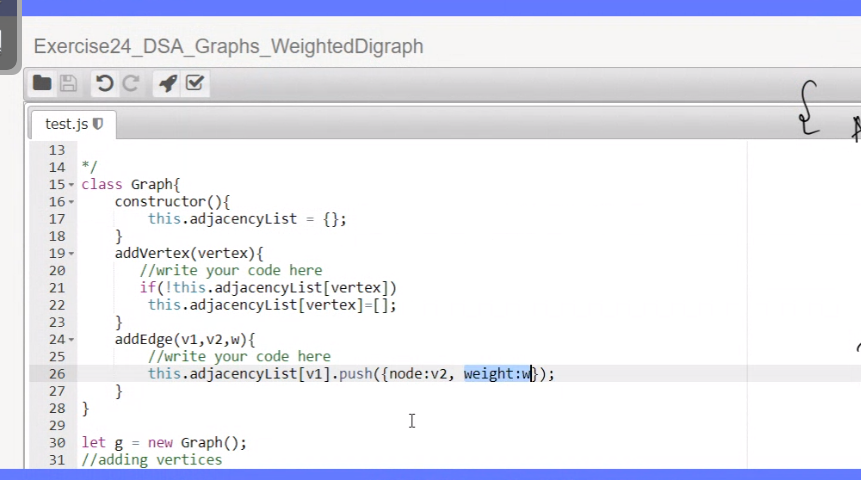 Exercise24_DSA_Graphs_WeightedDigraph
test.js
13
14 */
15 class Graph{
16 constructor(){
17 this.adjacencyList = {};
18 }
19 addVertex(vertex){
20 //write your code here
21 if(!this.adjacencyList[vertex])
22 this.adjacencyList[vertex]=[];
23 }
24 addEdge(v1,v2,w){
25 //write your code here
26 this.adjacencyList[v1].push({node:v2, weight:w});
27 }
28 }
29
30 let g = new Graph();
31 //adding vertices